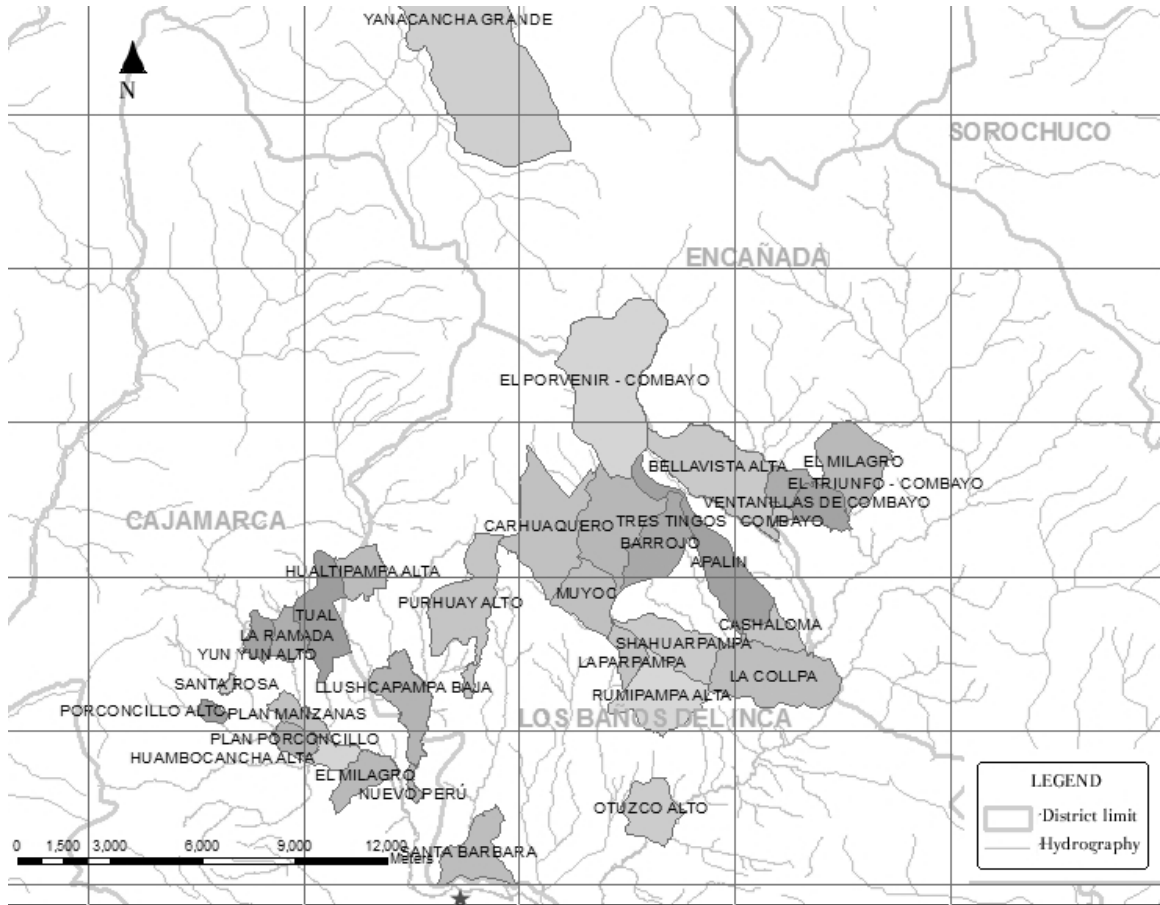 YANACANCHA GRANDE
N
SOROCHUCO
ENCAÑADA
EL PORVENIR - COMBAYO
BELLAVISTA ALTA
EL MILAGRO
EL TRIUNFO - COMBAYO
VENTANILLAS DE COMBAYO
CAJAMARCA
CARHUAQUERO
TRES TINGOS
COMBAYO
BARROJO
APALIN
HUALTIPAMPA ALTA
MUYOC
PURHUAY ALTO
TUAL
CASHALOMA
LA RAMADA
SHAHUARPAMPA
YUN YUN ALTO
LAPARPAMPA
LA COLLPA
SANTA ROSA
LLUSHCAPAMPA BAJA
RUMIPAMPA ALTA
PORCONCILLO ALTO
PLAN MANZANAS
LOS BAÑOS DEL INCA
PLAN PORCONCILLO
HUAMBOCANCHA ALTA
EL MILAGRO
NUEVO PERÚ
OTUZCO ALTO
LEGEND
District limit
Hydrography
0 1,500 3,000 6,000 9,000 12,000
Meters
SANTA BARBARA